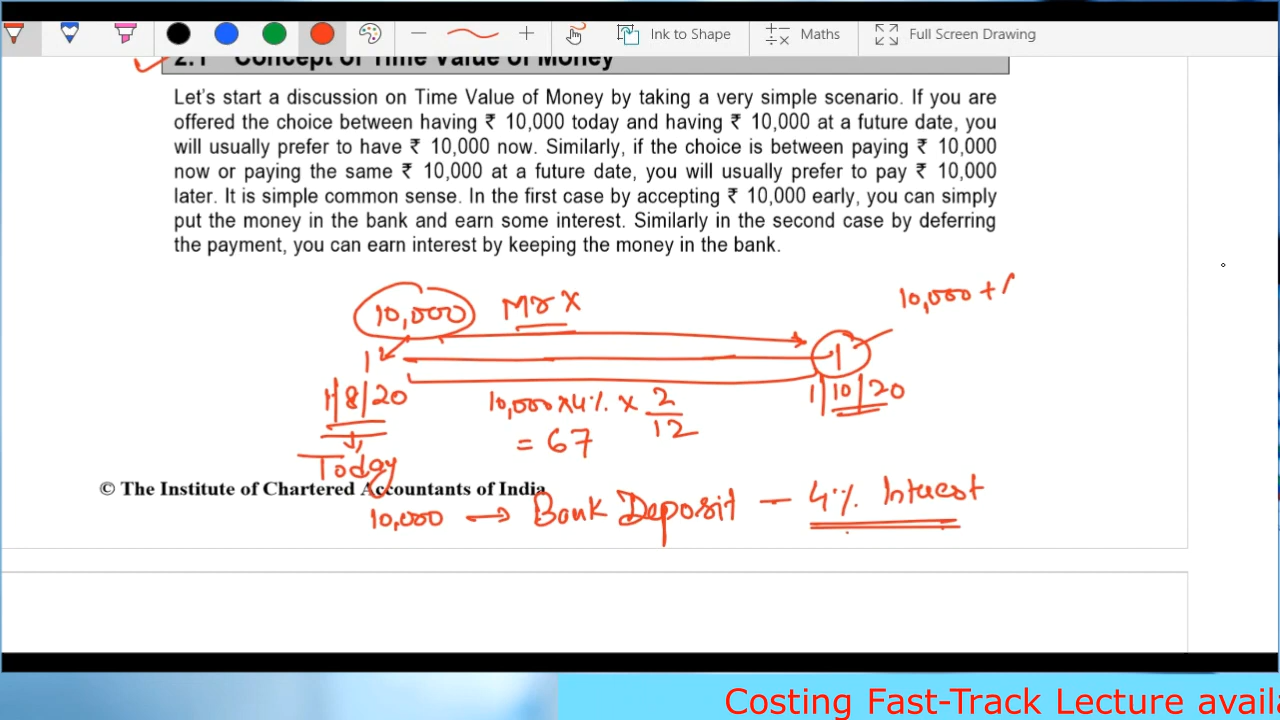 Ink to Shape Maths Full Screen Drawing
2.1 Concept of Time Value of Money
Let's start a discussion on Time Value of Money by taking a very simple scenario. If you are
offered the choice between having ₹ 10,000 today and having ₹ 10,000 at a future date, you
will usually prefer to have ₹ 10,000 now. Similarly, if the choice is between paying ₹ 10,000
now or paying the same ₹ 10,000 at a future date, you will usually prefer to pay ₹ 10,000
later. It is simple common sense. In the first case by accepting ₹ 10,000 early, you can simply
put the money in the bank and earn some interest. Similarly in the second case by deferring
the payment, you can earn interest by keeping the money in the bank.
10,000 Mr X 10,000 +
1 1
1/8/20 10,000 x 4% x 2/12 1/10/20
= 67
Today
© The Institute of Chartered Accountants of India
10,000 → Bank Deposit – 4% Interest
Costing Fast-Track Lecture avail